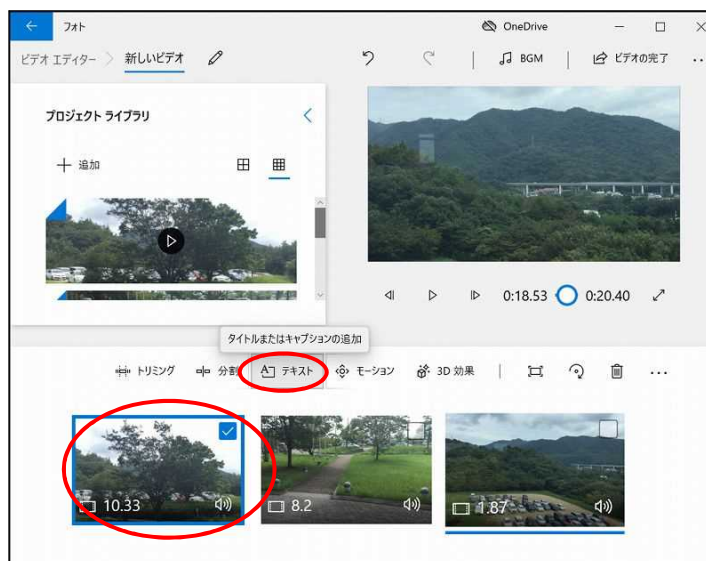 フォト
OneDrive
ビデオ エディター
新しいビデオ
BGM
ビデオの完了
プロジェクト ライブラリ
追加
0:18.53
0:20.40
タイトルまたはキャプションの追加
トリミング
分割
テキスト
モーション
3D 効果
10.33
8.2
1.87